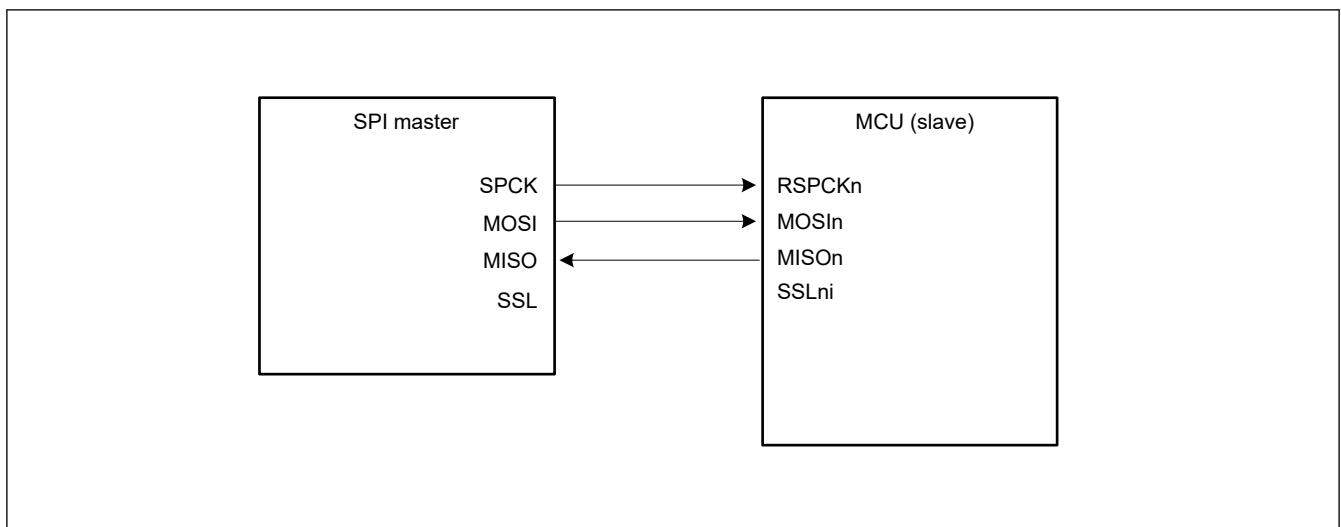 SPI master
SPCK
MOSI
MISO
SSL
MCU (slave)
RSPCKn
MOSIn
MISOn
SSLni